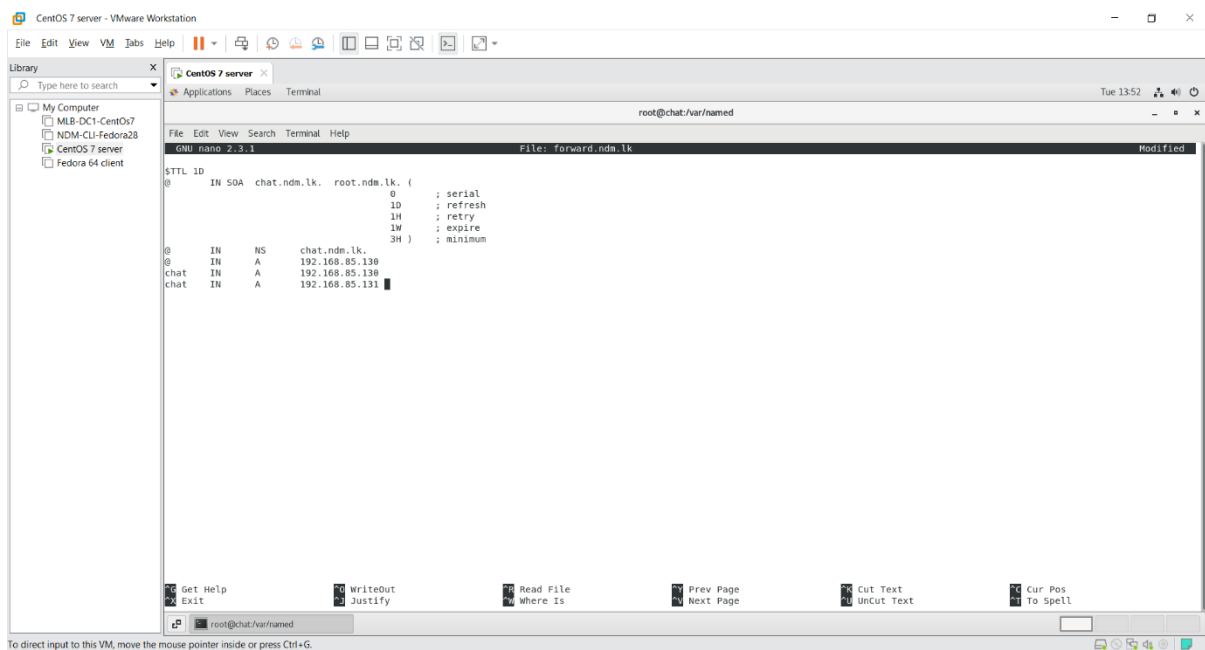 CentOS 7 server - VMware Workstation
File Edit View VM Tabs Help
Library X
Type here to search
My Computer
MLB-DC1-CentOs7
NDM-CLI-Fedora28
CentOS 7 server
Fedora 64 client
CentOS 7 server
Applications Places Terminal Tue 13:52
root@chat:/var/named
File Edit View Search Terminal Help
GNU nano 2.3.1 File: forward.ndm.lk Modified
$TTL 1D
@ IN SOA chat.ndm.lk. root.ndm.lk. (
0 ; serial
1D ; refresh
1H ; retry
1W ; expire
3H ) ; minimum
@ IN NS chat.ndm.lk.
@ IN A 192.168.85.130
chat IN A 192.168.85.130
chat IN A 192.168.85.131
^G Get Help ^O WriteOut ^R Read File ^Y Prev Page ^K Cut Text ^C Cur Pos
^X Exit ^J Justify ^W Where Is ^V Next Page ^U UnCut Text ^T To Spell
root@chat:/var/named
To direct input to this VM, move the mouse pointer inside or press Ctrl+G.